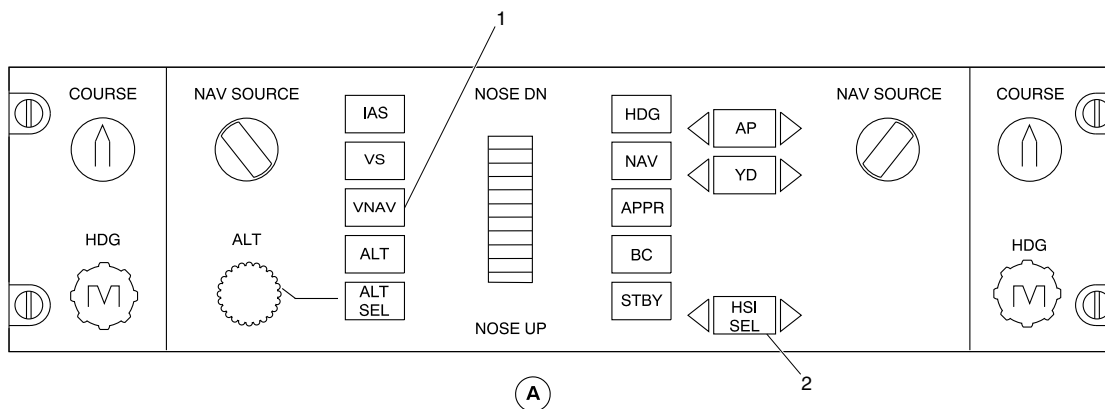 1
COURSE
NAV SOURCE
IAS
NOSE DN
HDG
AP
NAV SOURCE
COURSE
VS
NAV
YD
VNAV
APPR
HDG
ALT
ALT
BC
HDG
ALT
SEL
NOSE UP
STBY
HSI
SEL
2
A